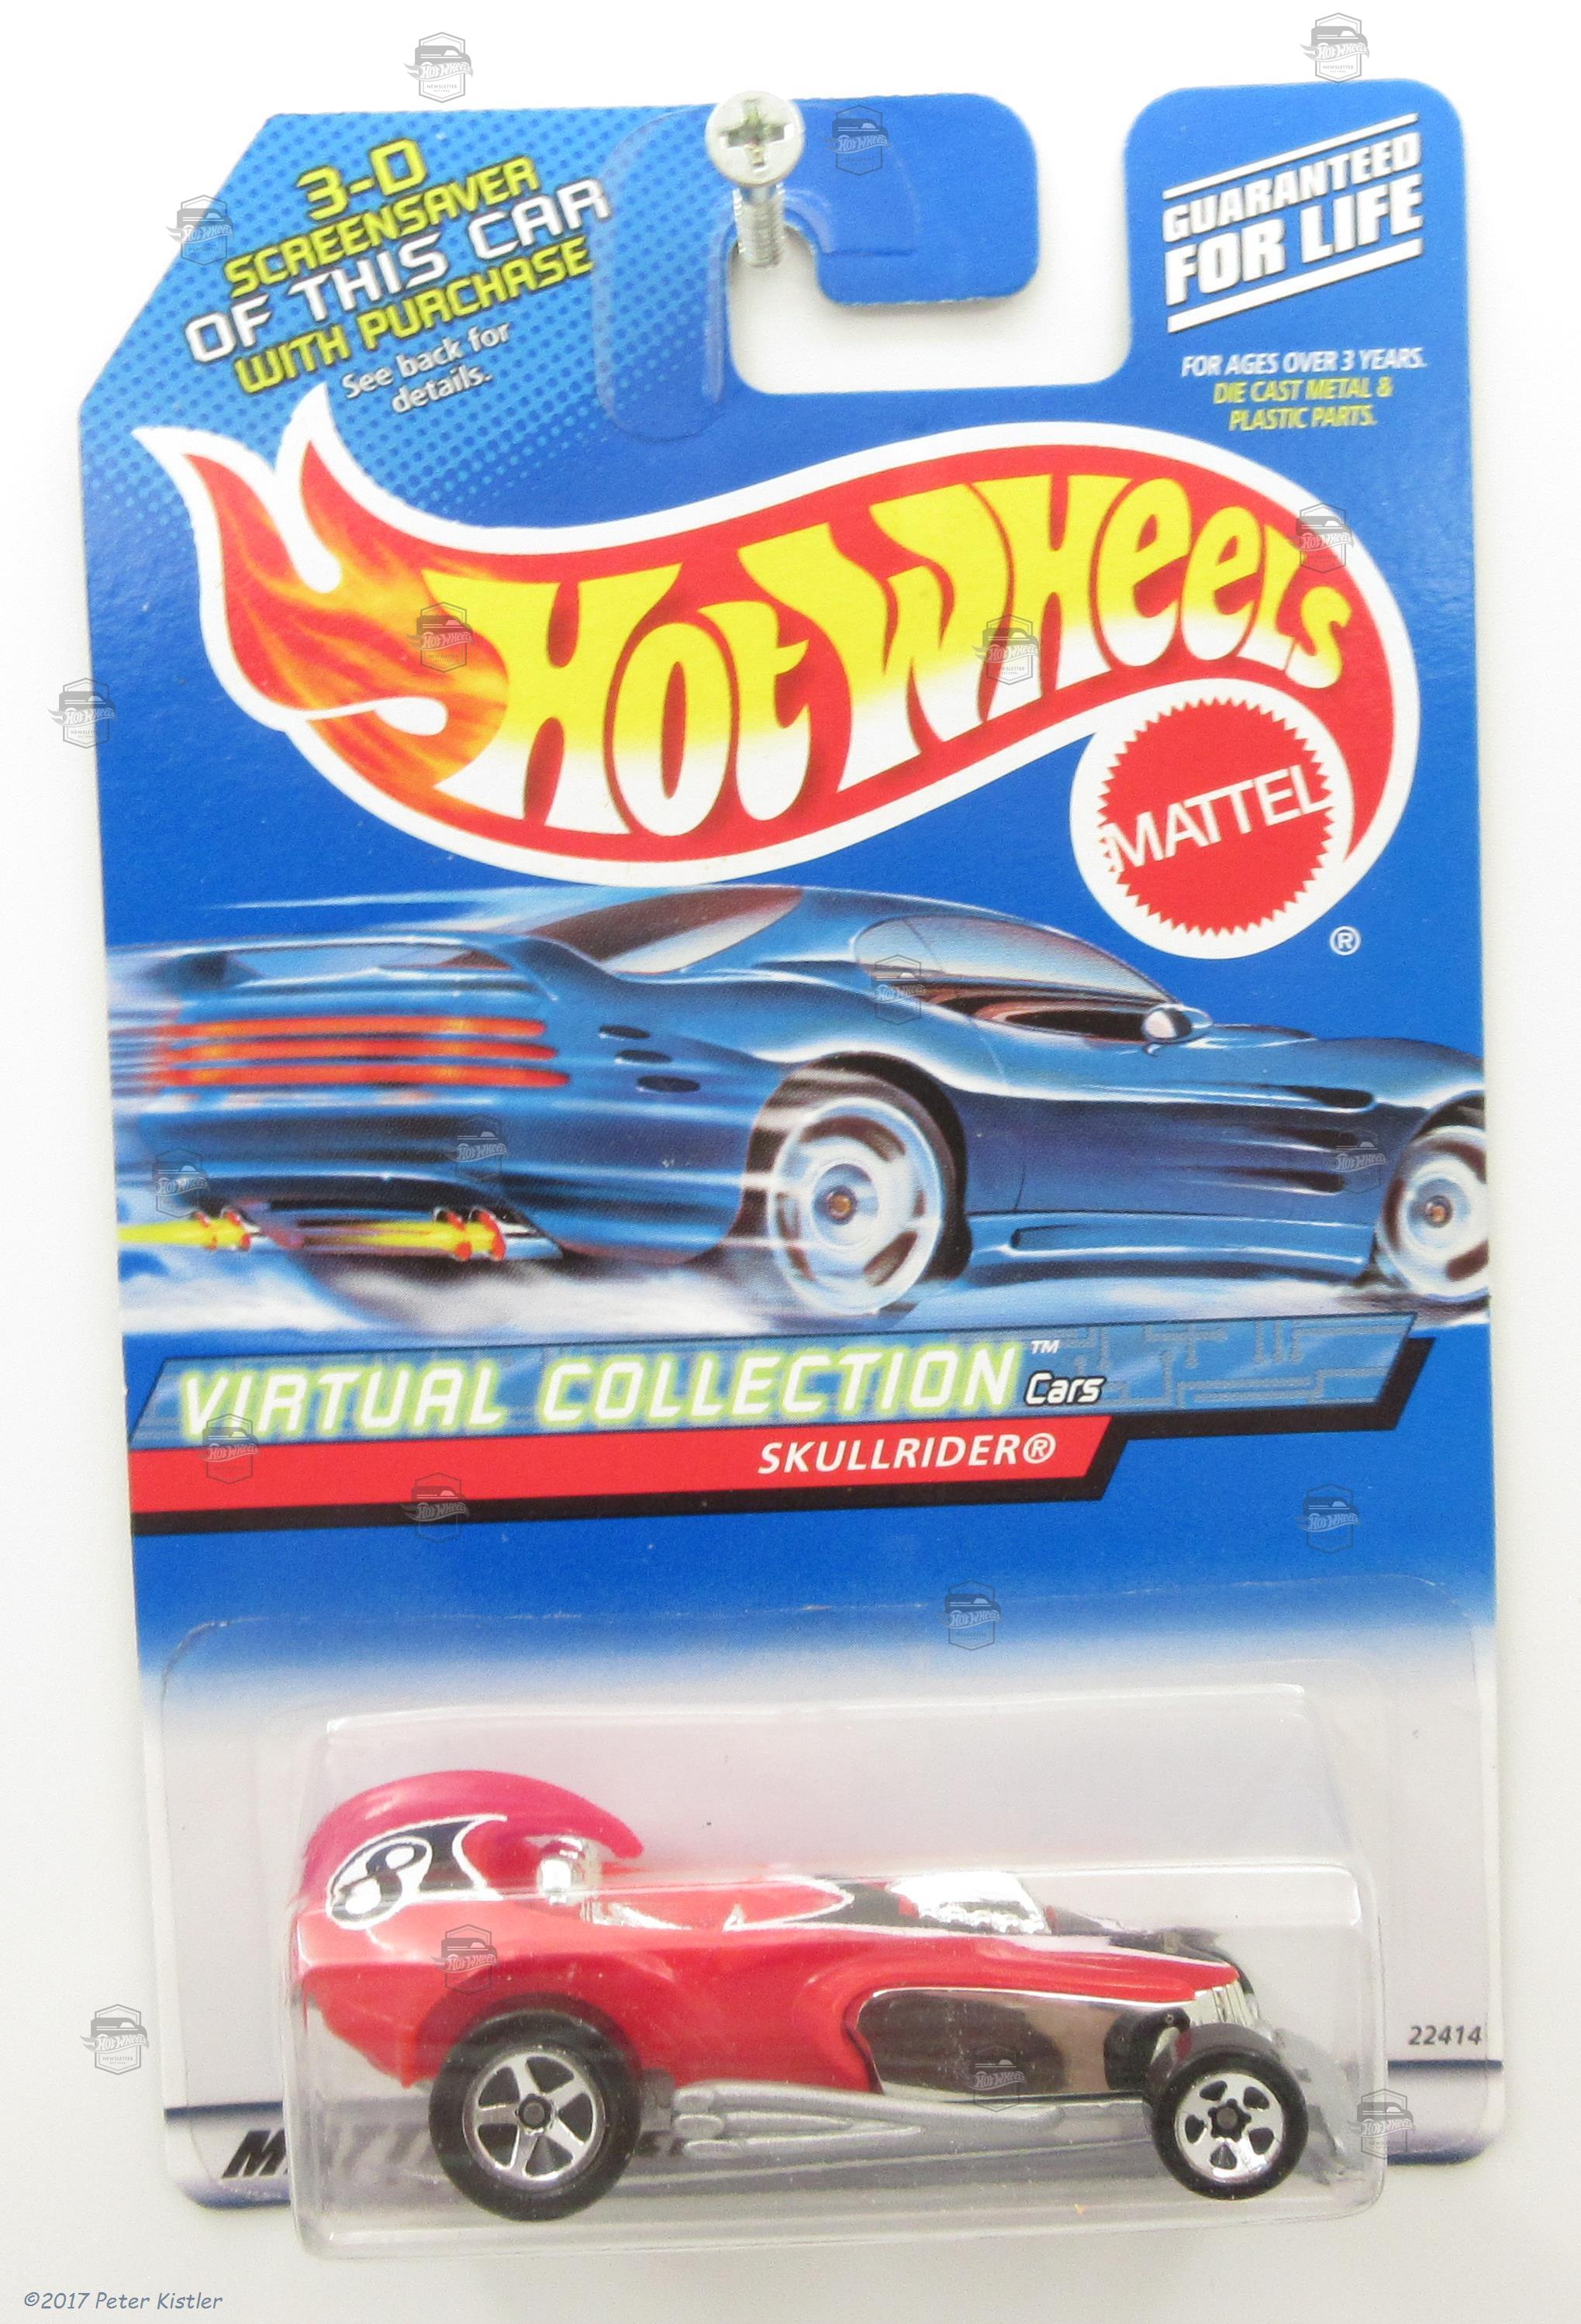 3-D
SCREENSAVER
OF THIS CAR
WITH PURCHASE
See back for
details.
GUARANTEED
FOR LIFE
FOR AGES OVER 3 YEARS.
DIE CAST METAL &
PLASTIC PARTS.
Hot Wheels
MATTEL
®
VIRTUAL COLLECTION™ Cars
SKULLRIDER®
22414
©2017 Peter Kistler